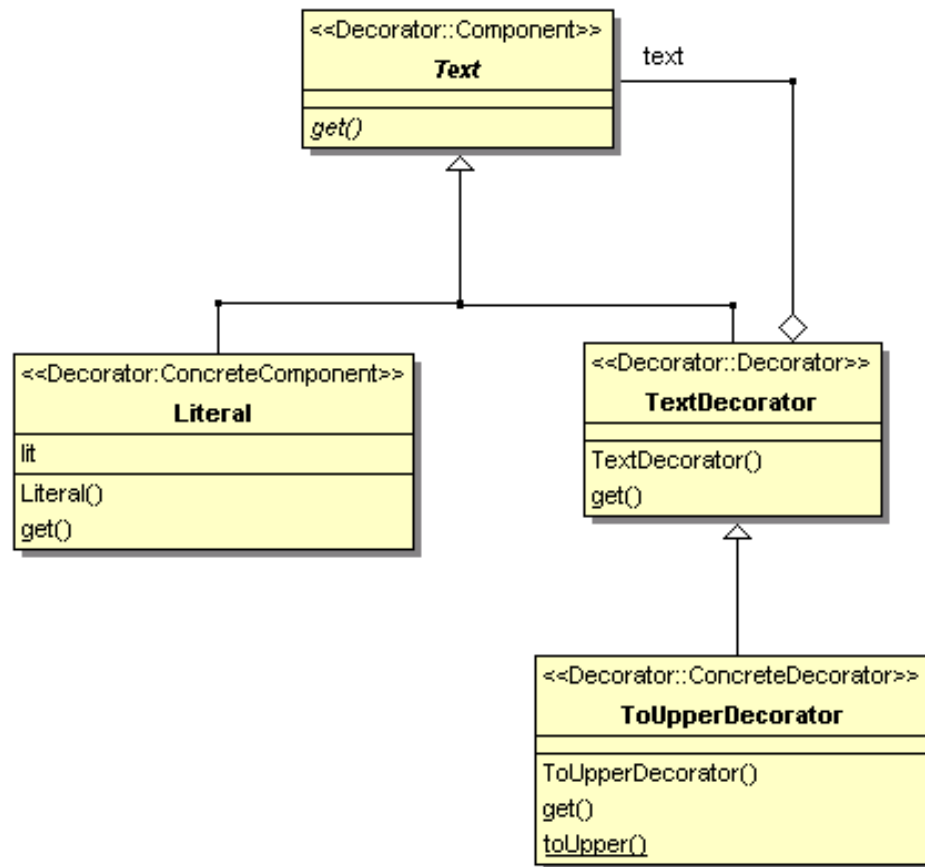 <<Decorator::Component>>
Text
get()
text
<<Decorator:ConcreteComponent>>
Literal
lit
Literal()
get()
<<Decorator::Decorator>>
TextDecorator
TextDecorator()
get()
<<Decorator::ConcreteDecorator>>
ToUpperDecorator
ToUpperDecorator()
get()
toUpper()